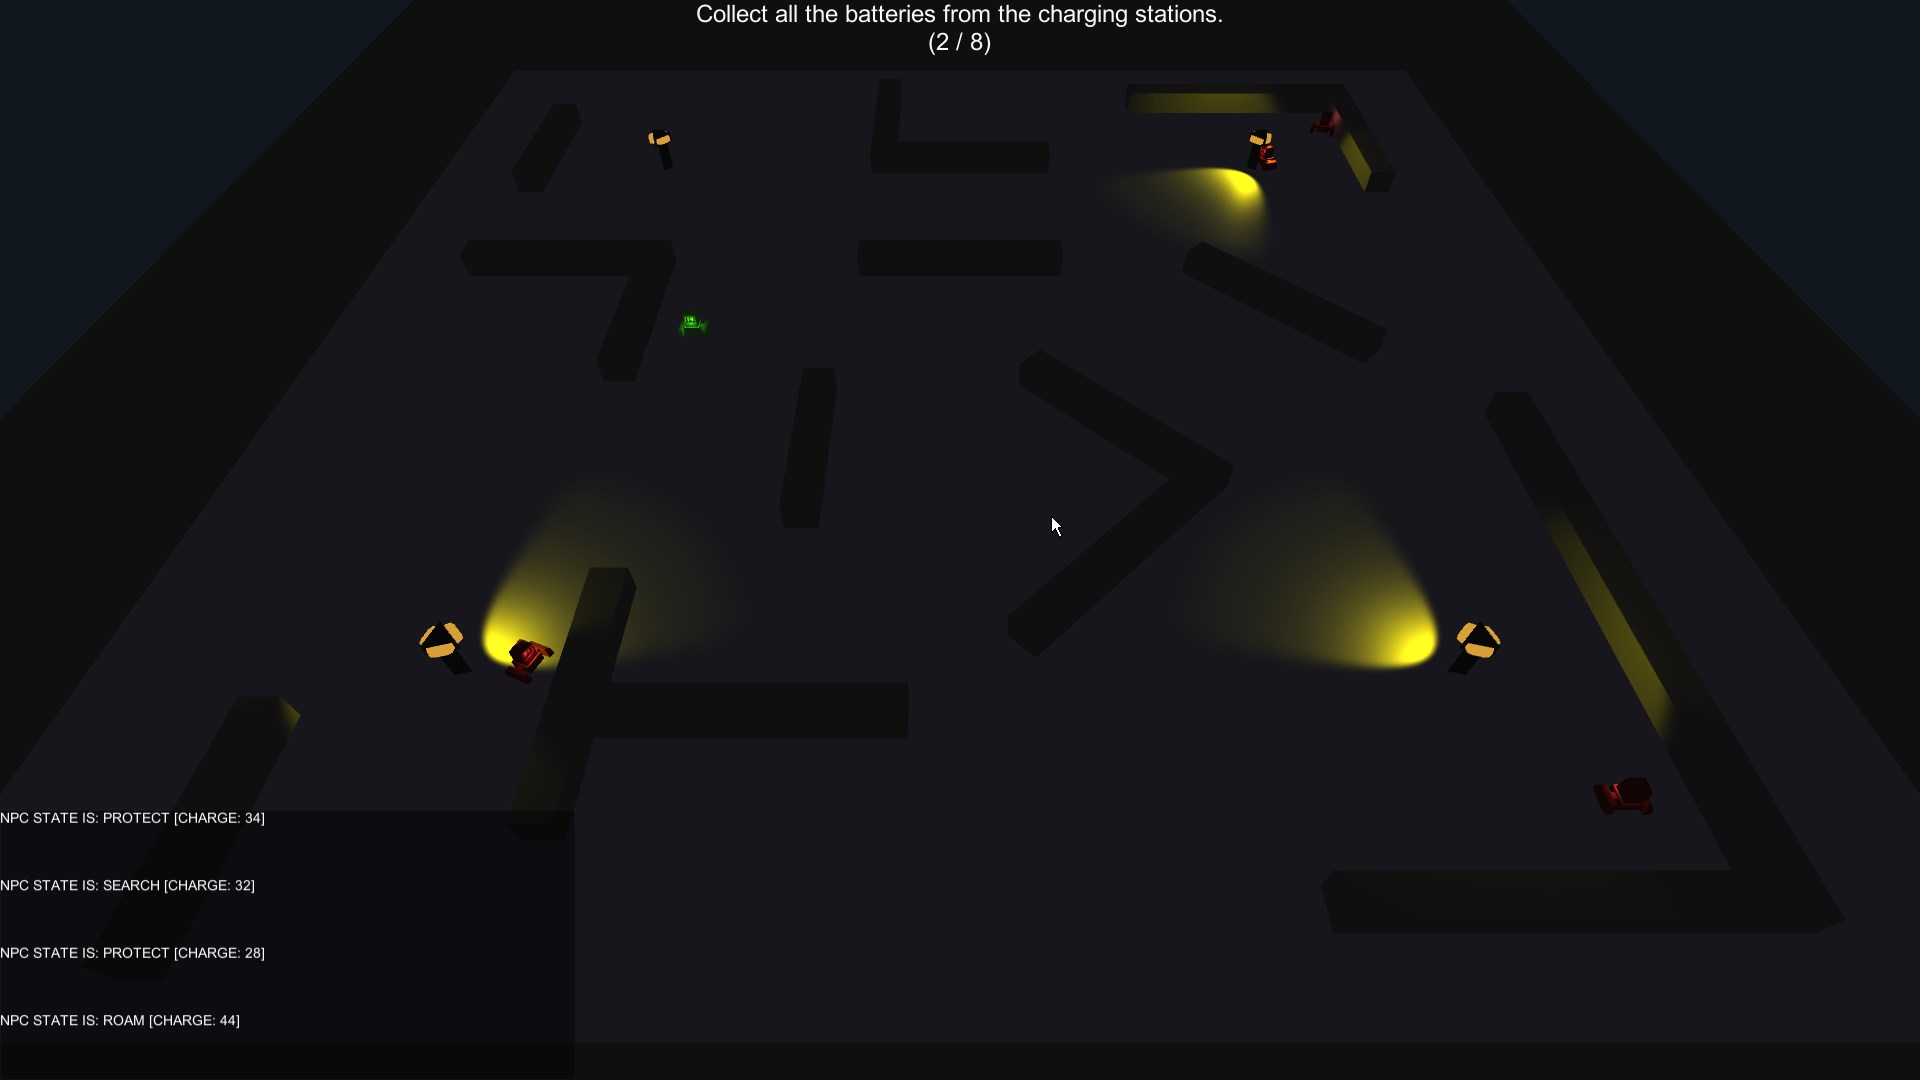 Collect all the batteries from the charging stations.
(2 / 8)
NPC STATE IS: PROTECT [CHARGE: 34]
NPC STATE IS: SEARCH [CHARGE: 32]
NPC STATE IS: PROTECT [CHARGE: 28]
NPC STATE IS: ROAM [CHARGE: 44]